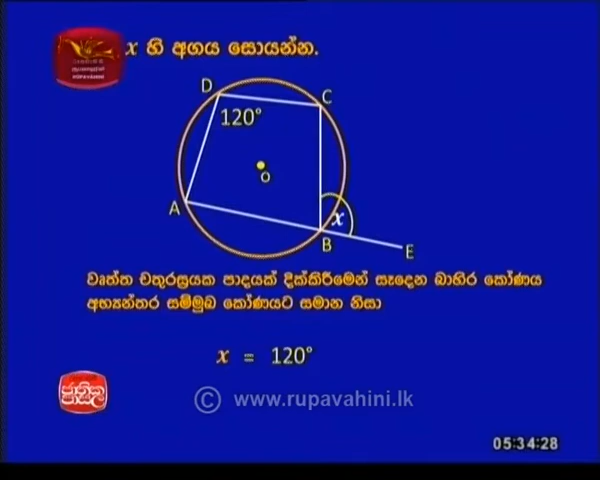 x හි අගය සොයන්න.
D
C
120°
O
A
x
B
E
වෘත්ත චතුරස්‍රයක පාදයක් දික්කිරීමෙන් සෑදෙන බාහිර කෝණය
අභ්‍යන්තර සම්මුඛ කෝණයට සමාන නිසා
x = 120°
ජාතික
පාසල
© www.rupavahini.lk
05:34:28